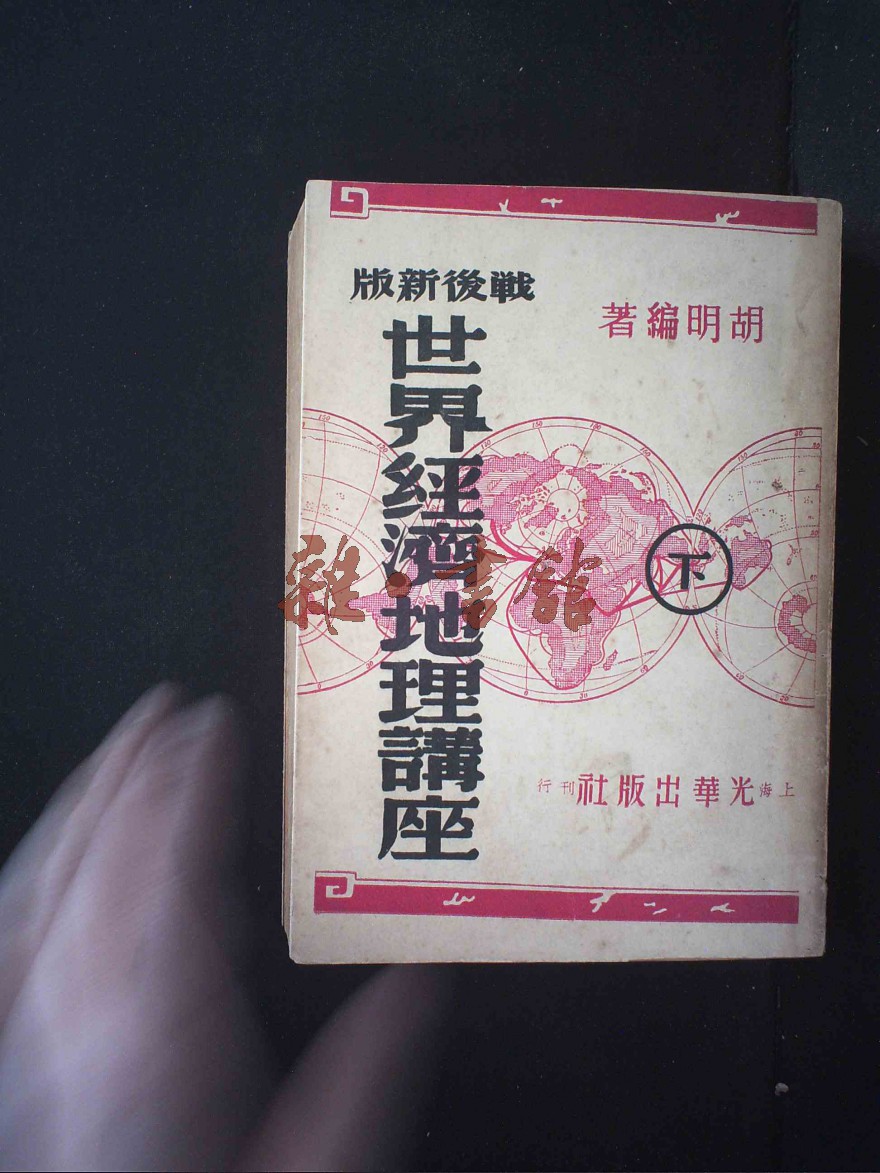 胡明編著
戰後新版
世界經濟地理講座
下
上海光華出版社刊行
雜·書館